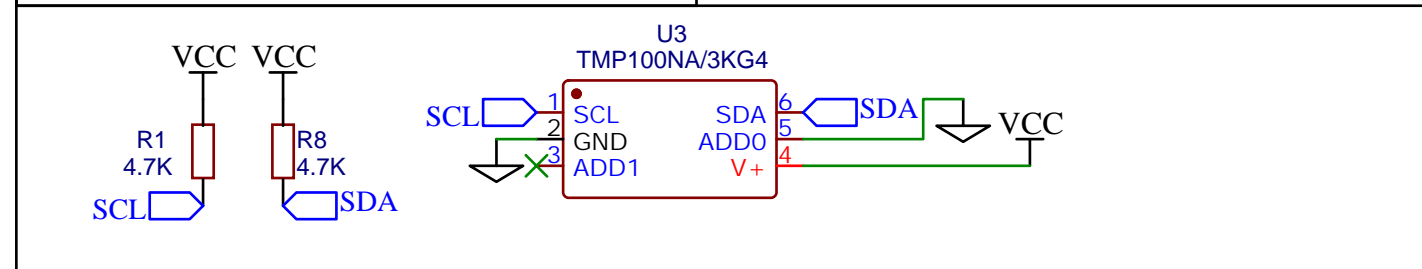 U3
TMP100NA/3KG4
VCC VCC
R1
4.7K
R8
4.7K
SCL
SDA
SCL
1
SCL
2
GND
3
ADD1
SDA
6
SDA
ADD0
5
V+
4
VCC